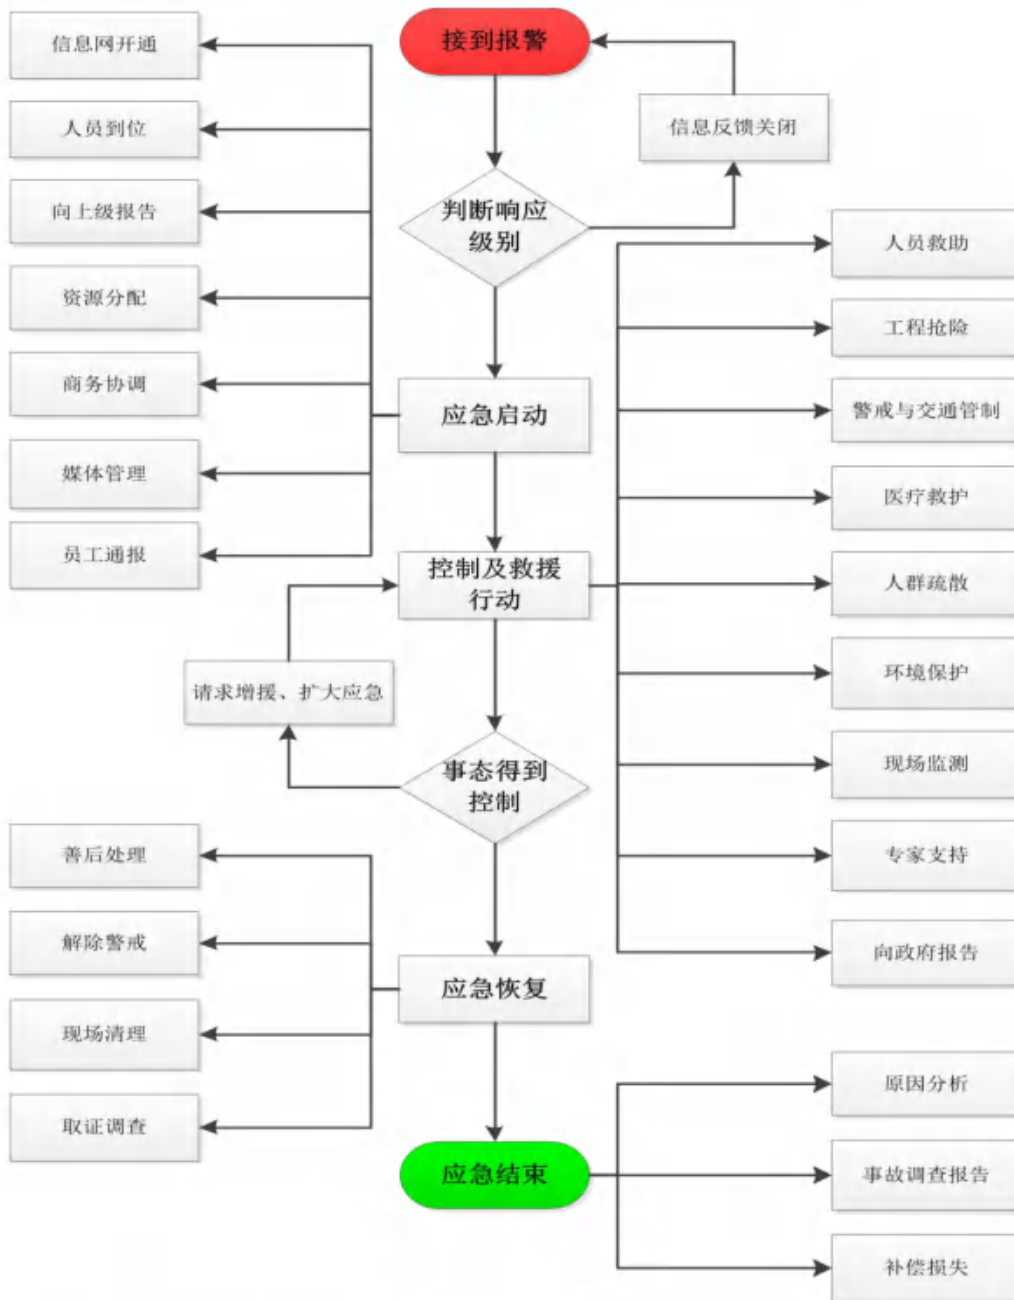 接到报警
信息网开通
信息反馈关闭
人员到位
向上级报告
判断响应
级别
人员救助
资源分配
工程抢险
商务协调
应急启动
警戒与交通管制
媒体管理
医疗救护
员工通报
控制及救援
行动
人群疏散
请求增援、扩大应急
环境保护
事态得到
控制
现场监测
善后处理
专家支持
解除警戒
向政府报告
应急恢复
现场清理
原因分析
取证调查
应急结束
事故调查报告
补偿损失